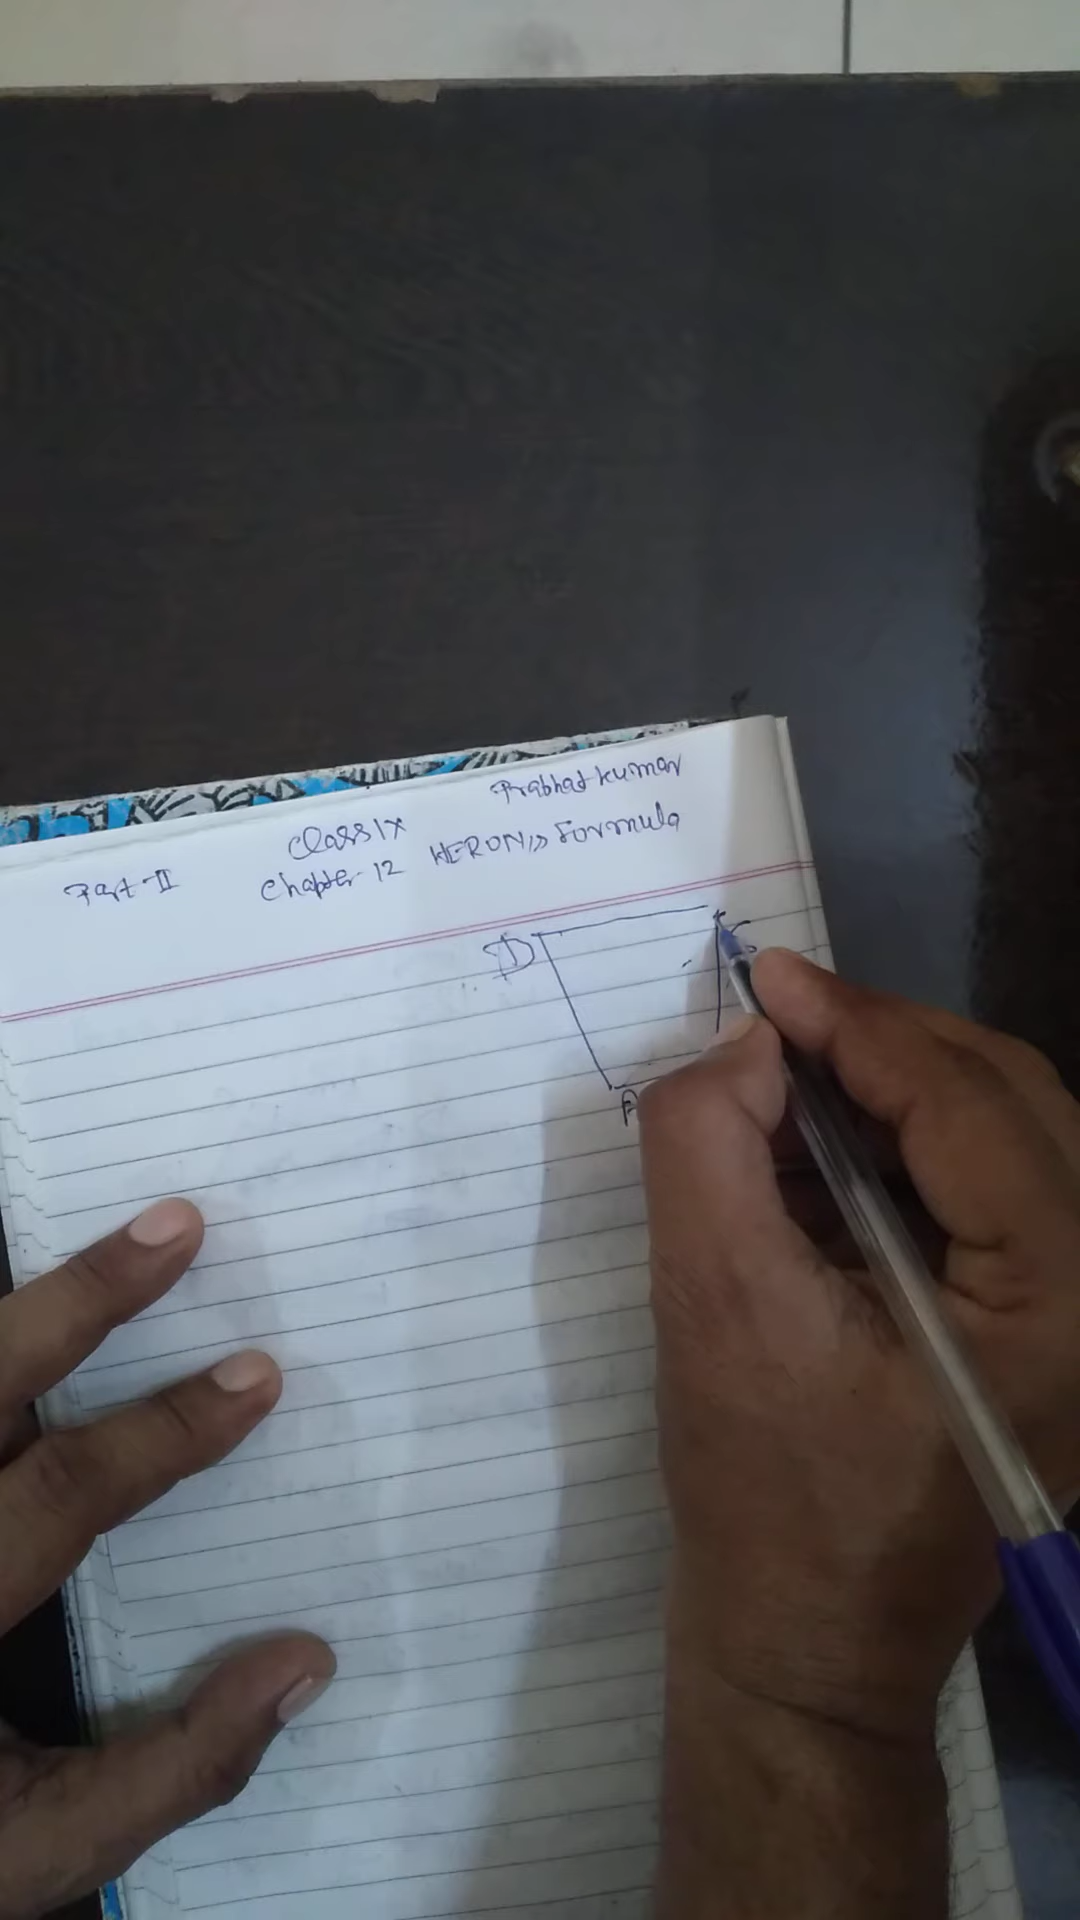 Prabhat Kumar
Class IX
Part-II Chapter-12 HERON'S Formula
D C
A